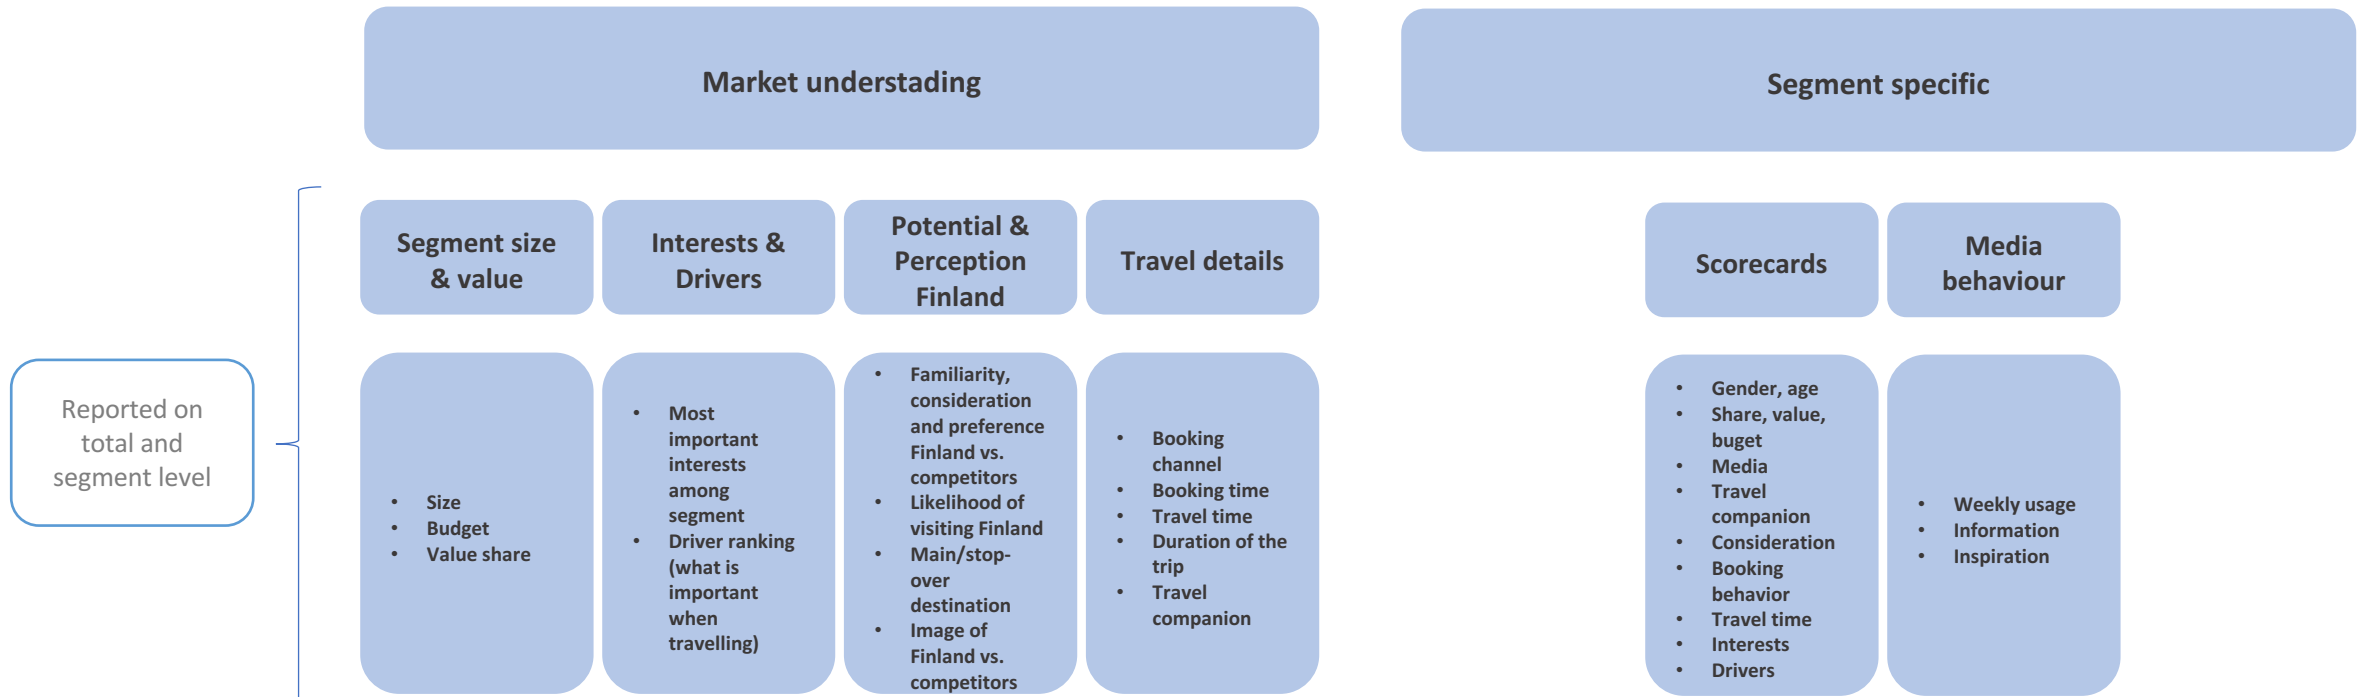 Market understading
Segment specific
Segment size
& value
Interests &
Drivers
Potential &
Perception
Finland
Travel details
Scorecards
Media
behaviour
Reported on
total and
segment level
• Size
• Budget
• Value share
• Most
important
interests
among
segment
• Driver ranking
(what is
important
when
travelling)
• Familiarity,
consideration
and preference
Finland vs.
competitors
• Likelihood of
visiting Finland
• Main/stop-
over
destination
• Image of
Finland vs.
competitors
• Booking
channel
• Booking time
• Travel time
• Duration of the
trip
• Travel
companion
• Gender, age
• Share, value,
buget
• Media
• Travel
companion
• Consideration
• Booking
behavior
• Travel time
• Interests
• Drivers
• Weekly usage
• Information
• Inspiration